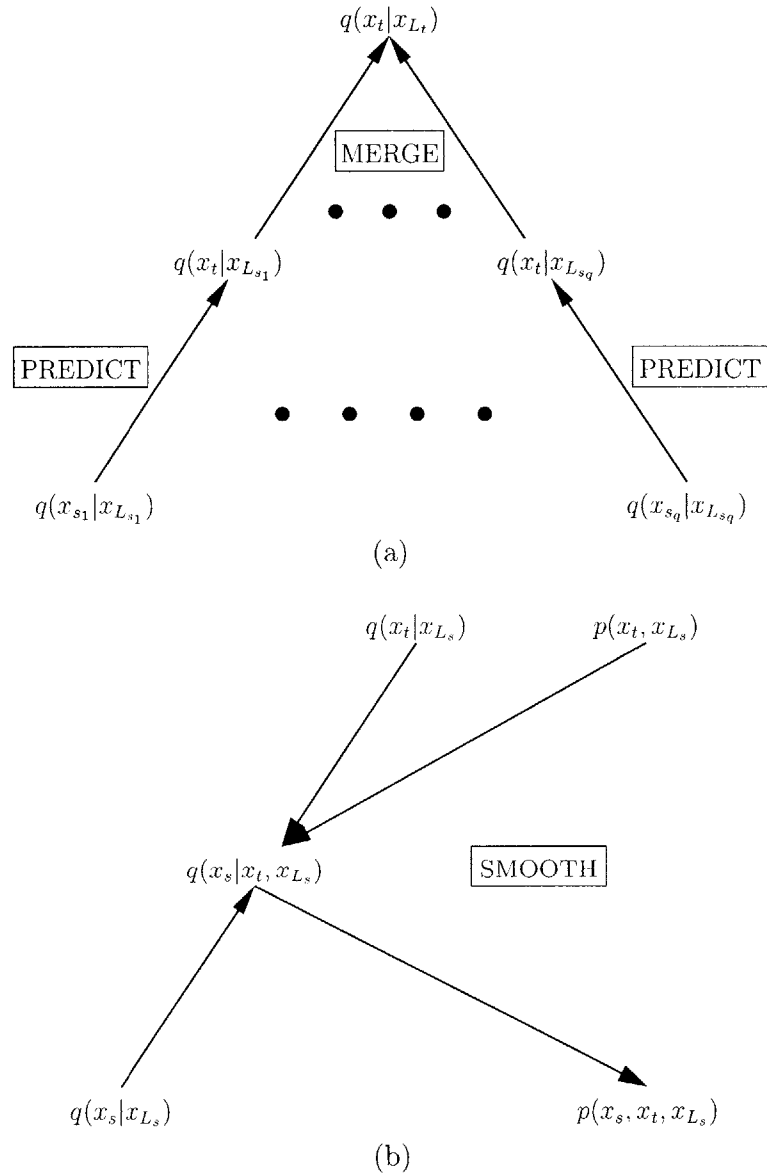 q(x_t|x_{L_t})
MERGE
q(x_t|x_{L_{s_1}}) q(x_t|x_{L_{s_q}})
PREDICT PREDICT
q(x_{s_1}|x_{L_{s_1}}) q(x_{s_q}|x_{L_{s_q}})
(a)
q(x_t|x_{L_s}) p(x_t, x_{L_s})
q(x_s|x_t, x_{L_s}) SMOOTH
q(x_s|x_{L_s}) p(x_s, x_t, x_{L_s})
(b)